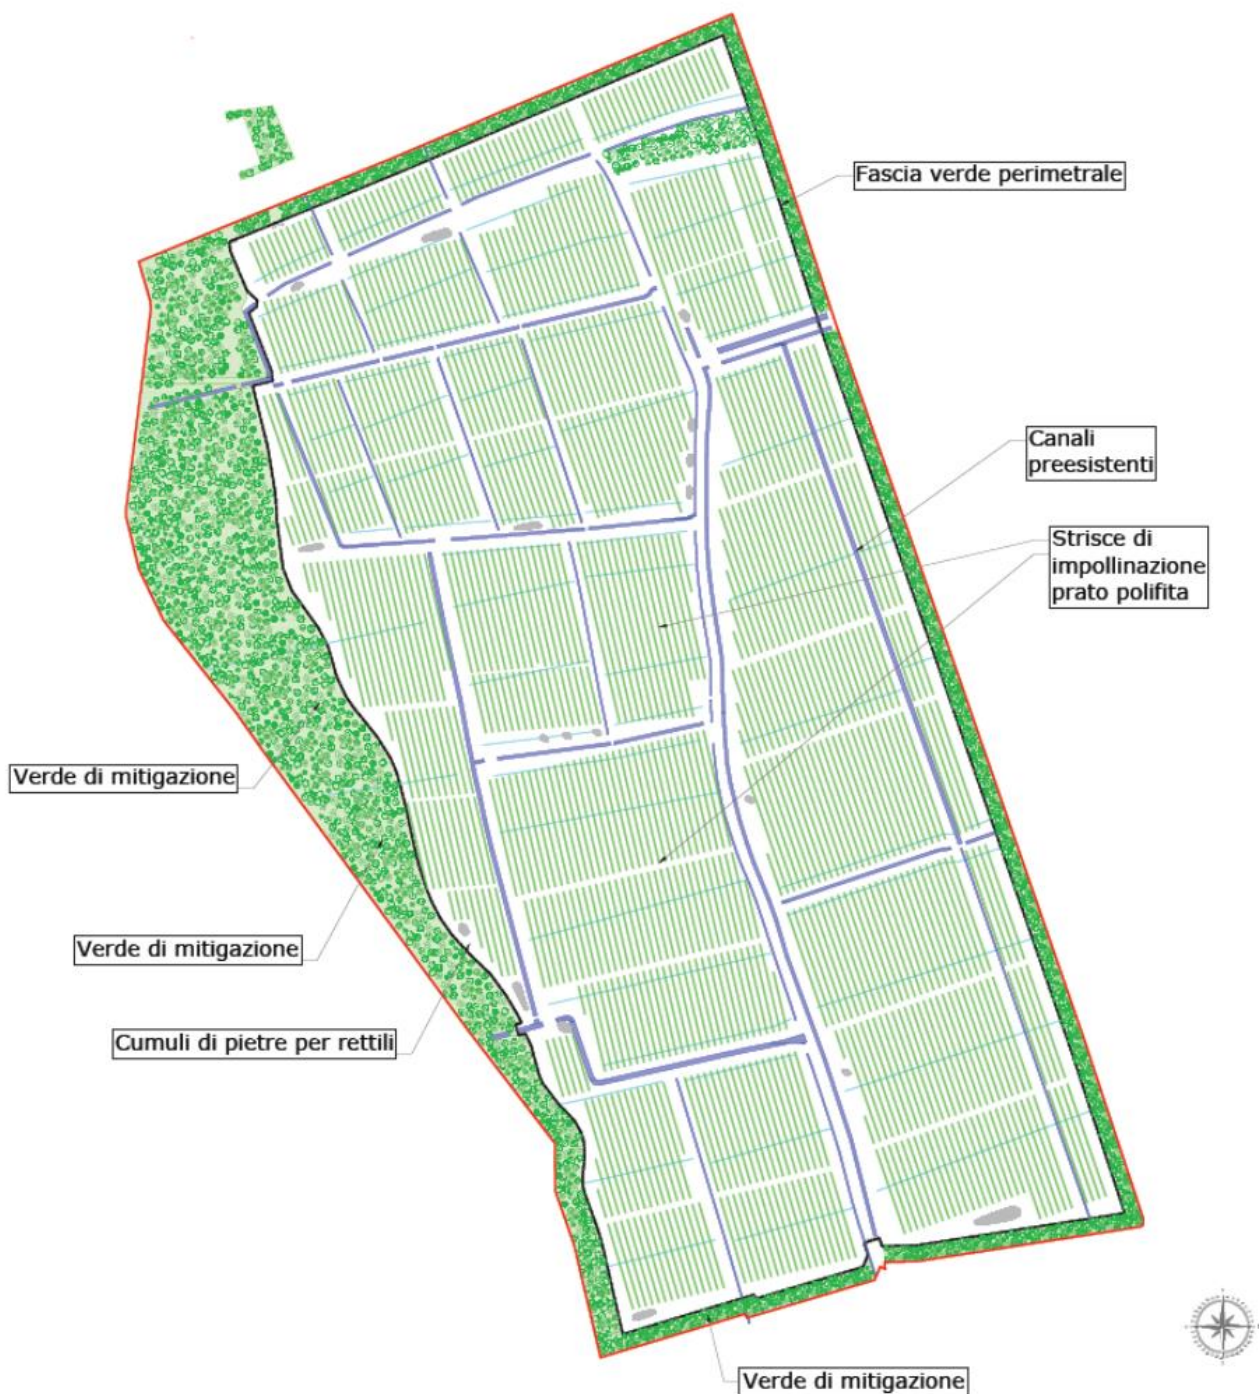 Fascia verde perimetrale
Canali
preesistenti
Strisce di
impollinazione
prato polifita
Verde di mitigazione
Verde di mitigazione
Cumuli di pietre per rettili
Verde di mitigazione